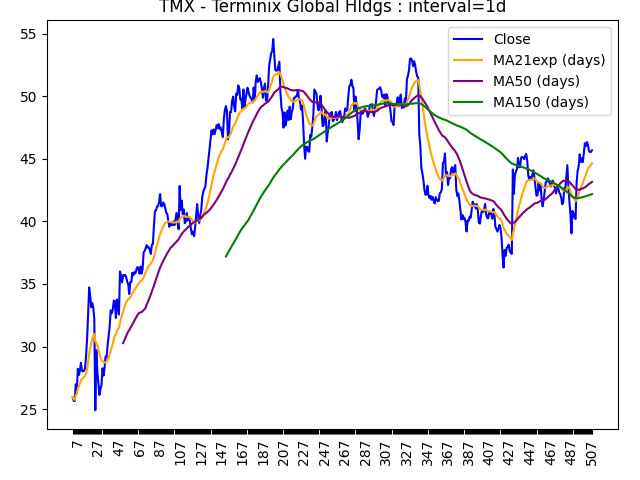 TMX - Terminix Global Hldgs : interval=1d
Close
MA21exp (days)
MA50 (days)
MA150 (days)
55
50
45
40
35
30
25
7 27 47 67 87 107 127 147 167 187 207 227 247 267 287 307 327 347 367 387 407 427 447 467 487 507